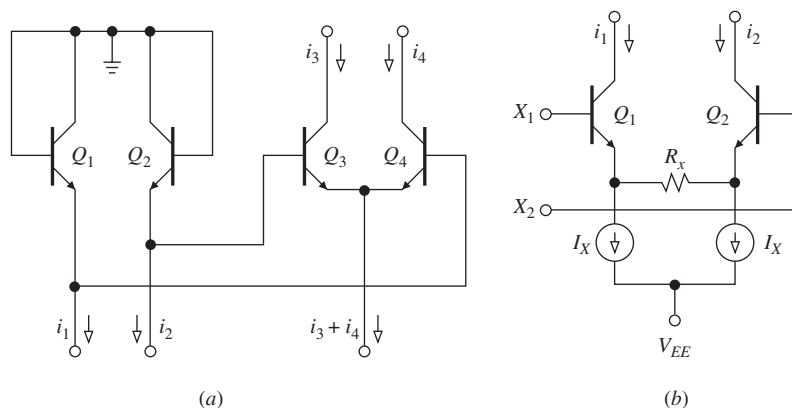 i3 i4
Q1 Q2 Q3 Q4
i1 i2 i3 + i4
(a)
i1 i2
X1 Q1 Q2
Rx
X2
IX IX
VEE
(b)